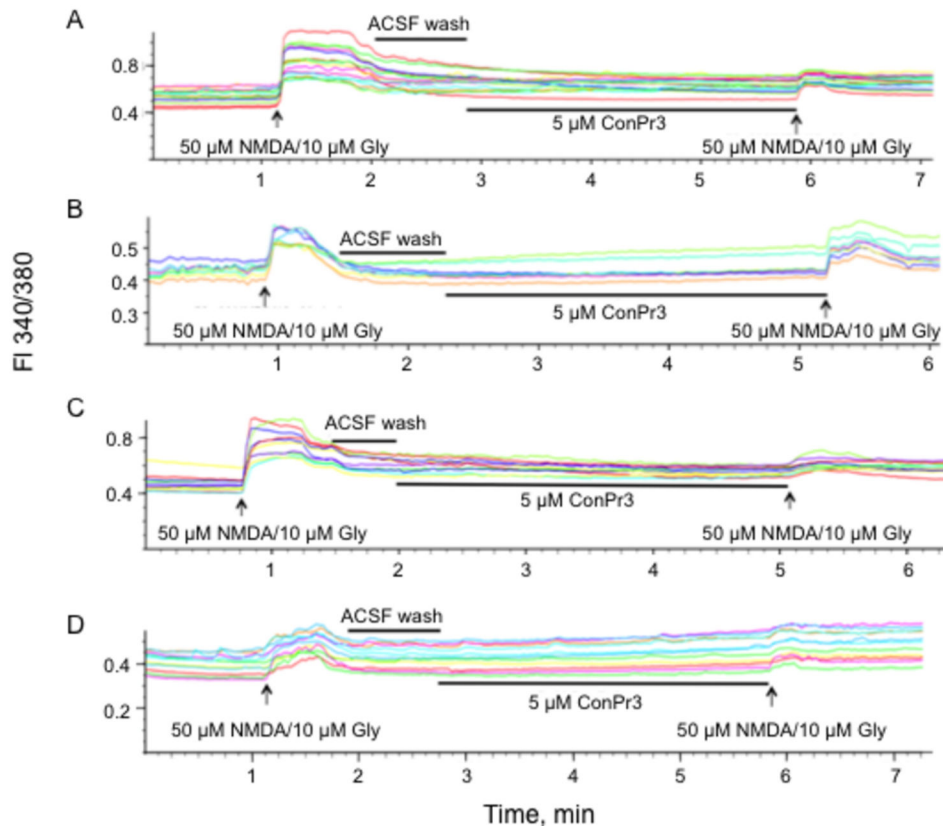 A
ACSF wash
0.8
0.4
5 µM ConPr3
50 µM NMDA/10 µM Gly
50 µM NMDA/10 µM Gly
1 2 3 4 5 6 7
B
0.5
ACSF wash
0.4
0.3
5 µM ConPr3
50 µM NMDA/10 µM Gly
50 µM NMDA/10 µM Gly
1 2 3 4 5 6
FI 340/380
C
ACSF wash
0.8
0.4
5 µM ConPr3
50 µM NMDA/10 µM Gly
50 µM NMDA/10 µM Gly
1 2 3 4 5 6
D
ACSF wash
0.4
0.2
5 µM ConPr3
50 µM NMDA/10 µM Gly
50 µM NMDA/10 µM Gly
1 2 3 4 5 6 7
Time, min